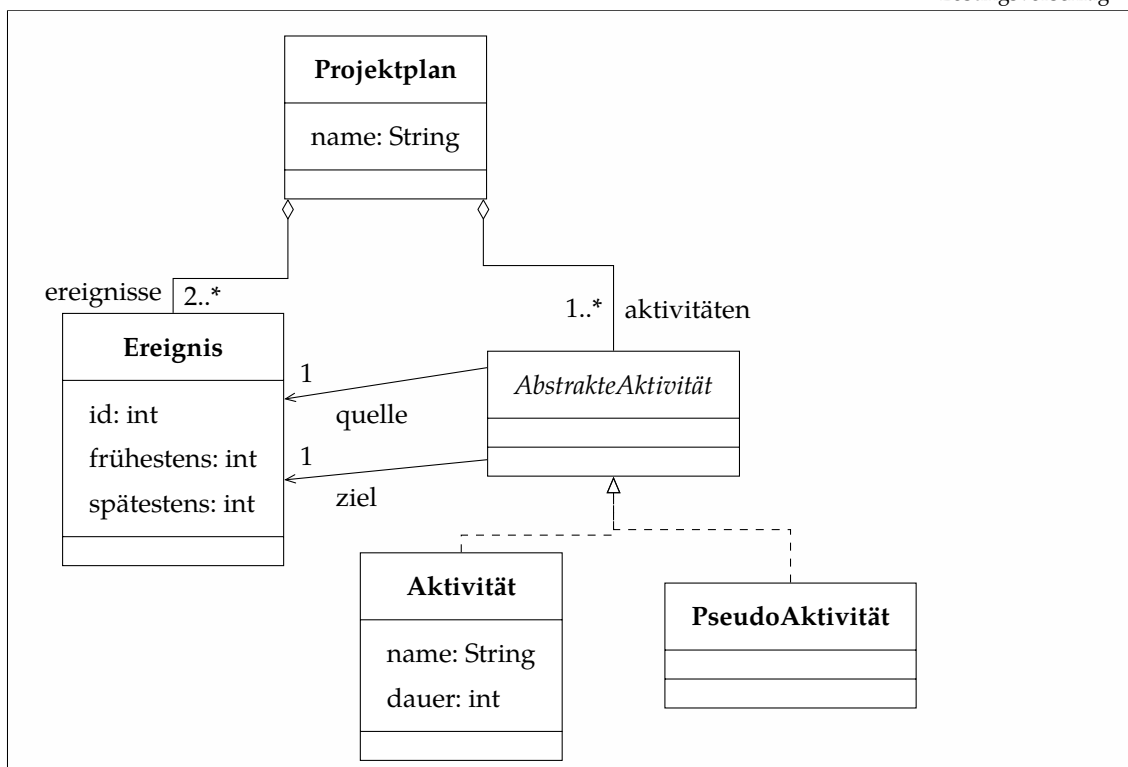 Projektplan
name: String
ereignisse
2..*
1..*
aktivitäten
Ereignis
id: int
frühestens: int
spätestens: int
1
quelle
1
ziel
AbstrakteAktivität
Aktivität
name: String
dauer: int
PseudoAktivität